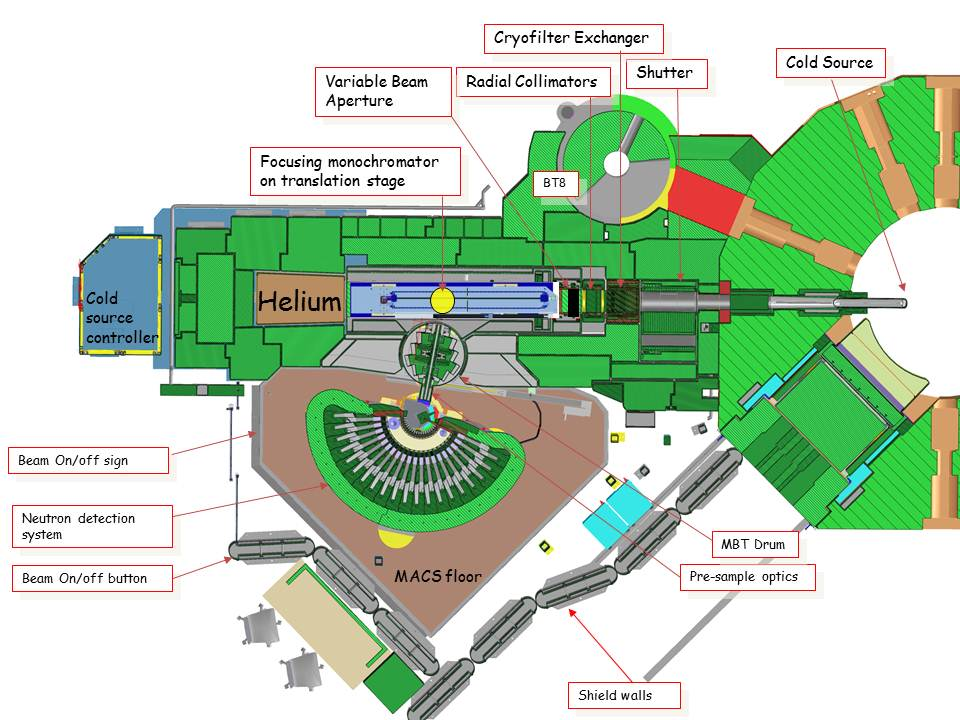 Cryofilter Exchanger
Cold Source
Shutter
Variable Beam
Aperture
Radial Collimators
Focusing monochromator
on translation stage
BT8
Helium
Cold
source
controller
Beam On/off sign
Neutron detection
system
MBT Drum
Beam On/off button
MACS floor
Pre-sample optics
Shield walls